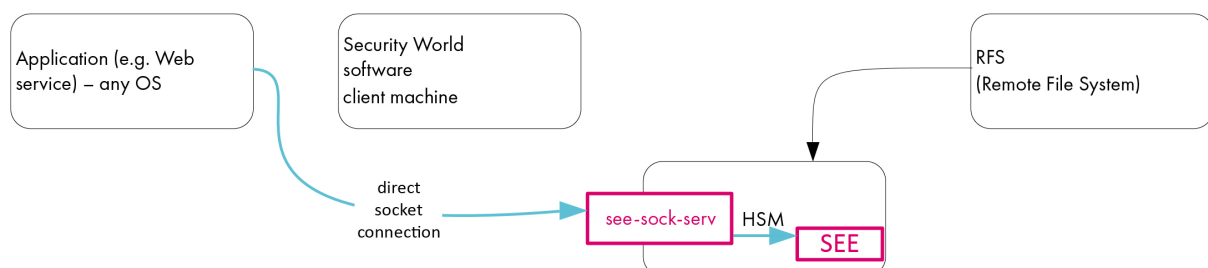 Application (e.g. Web
service) – any OS
Security World
software
client machine
RFS
(Remote File System)
direct
socket
connection
see-sock-serv
HSM
SEE